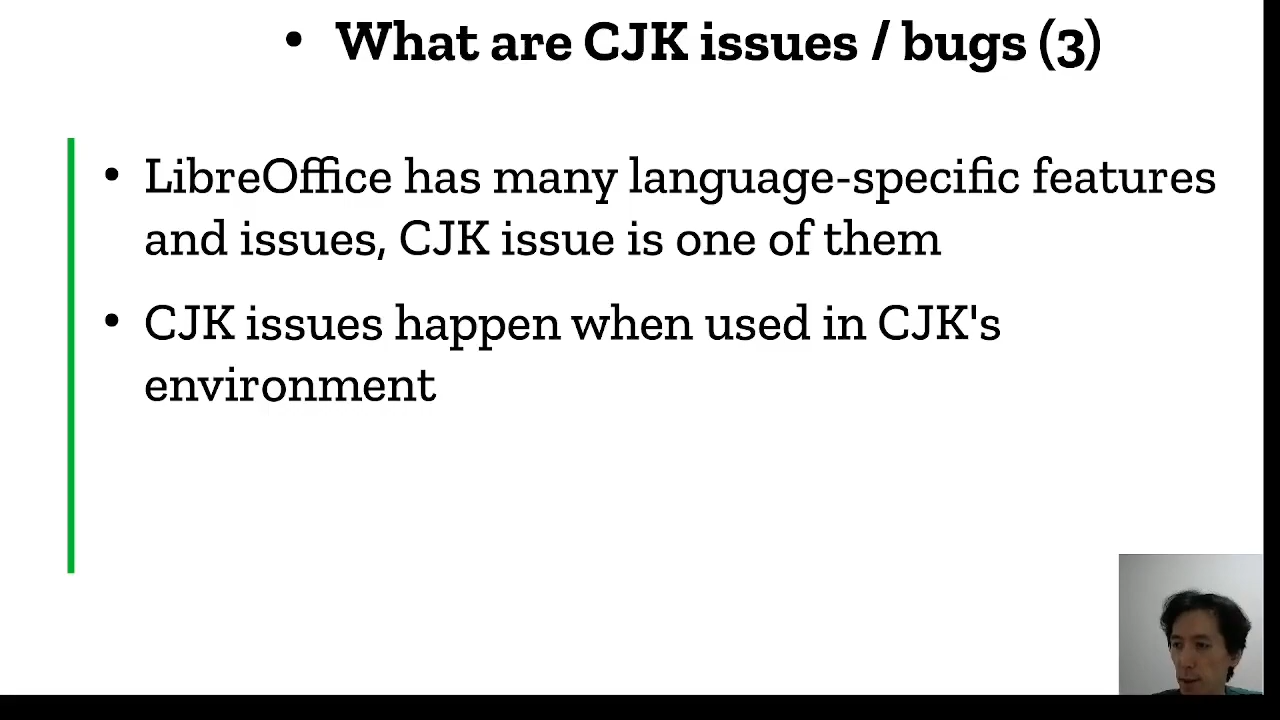 • What are CJK issues / bugs (3)
• LibreOffice has many language-specific features
and issues, CJK issue is one of them
• CJK issues happen when used in CJK's
environment